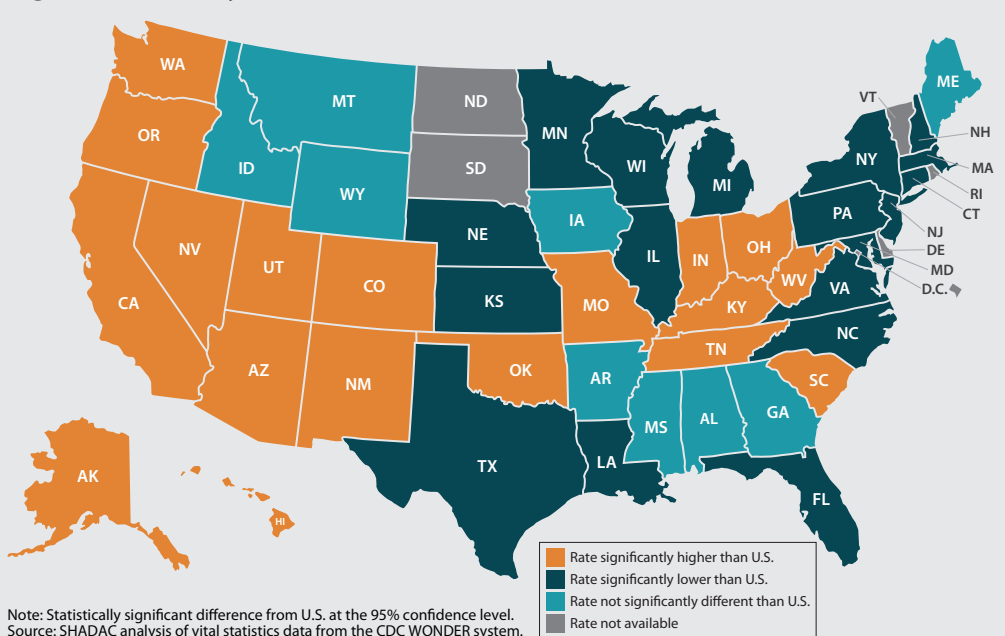 WA
OR
MT
ID
WY
ND
SD
MN
WI
MI
NY
VT
ME
NH
MA
RI
CT
NJ
DE
MD
D.C.
PA
NE
IA
IL
IN
OH
WV
VA
NV
UT
CO
KS
MO
KY
NC
CA
AZ
NM
OK
AR
TN
SC
MS
AL
GA
TX
LA
FL
AK
HI
Rate significantly higher than U.S.
Rate significantly lower than U.S.
Rate not significantly different than U.S.
Rate not available
Note: Statistically significant difference from U.S. at the 95% confidence level.
Source: SHADAC analysis of vital statistics data from the CDC WONDER system.